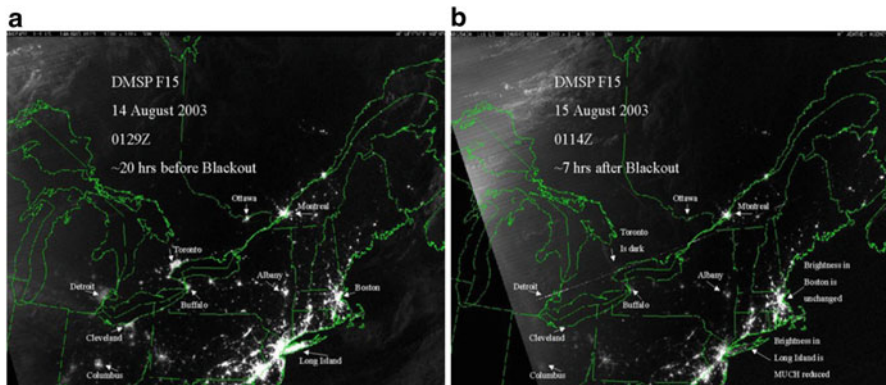 a
DMSP F15
14 August 2003
0129Z
~20 hrs before Blackout
Ottawa
Montreal
Toronto
Detroit
Albany
Boston
Buffalo
Cleveland
Long Island
Columbus
b
DMSP F15
15 August 2003
0114Z
~7 hrs after Blackout
Ottawa
Montreal
Toronto
Is dark
Brightness in
Boston is
unchanged
Detroit
Albany
Buffalo
Cleveland
Brightness in
Long Island is
MUCH reduced
Columbus